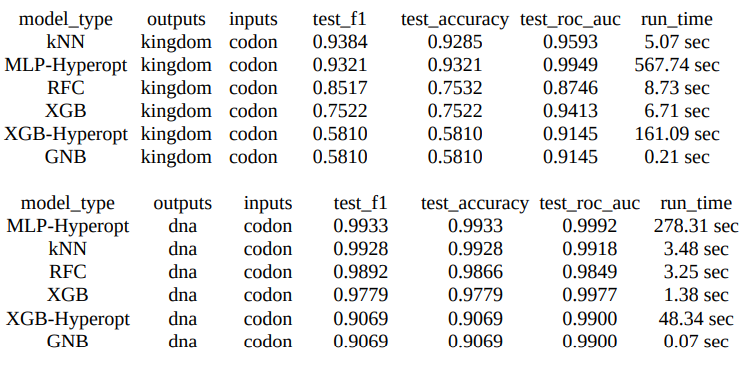 model_type outputs inputs test_f1 test_accuracy test_roc_auc run_time
kNN kingdom codon 0.9384 0.9285 0.9593 5.07 sec
MLP-Hyperopt kingdom codon 0.9321 0.9321 0.9949 567.74 sec
RFC kingdom codon 0.8517 0.7532 0.8746 8.73 sec
XGB kingdom codon 0.7522 0.7522 0.9413 6.71 sec
XGB-Hyperopt kingdom codon 0.5810 0.5810 0.9145 161.09 sec
GNB kingdom codon 0.5810 0.5810 0.9145 0.21 sec
model_type outputs inputs test_f1 test_accuracy test_roc_auc run_time
MLP-Hyperopt dna codon 0.9933 0.9933 0.9992 278.31 sec
kNN dna codon 0.9928 0.9928 0.9918 3.48 sec
RFC dna codon 0.9892 0.9866 0.9849 3.25 sec
XGB dna codon 0.9779 0.9779 0.9977 1.38 sec
XGB-Hyperopt dna codon 0.9069 0.9069 0.9900 48.34 sec
GNB dna codon 0.9069 0.9069 0.9900 0.07 sec